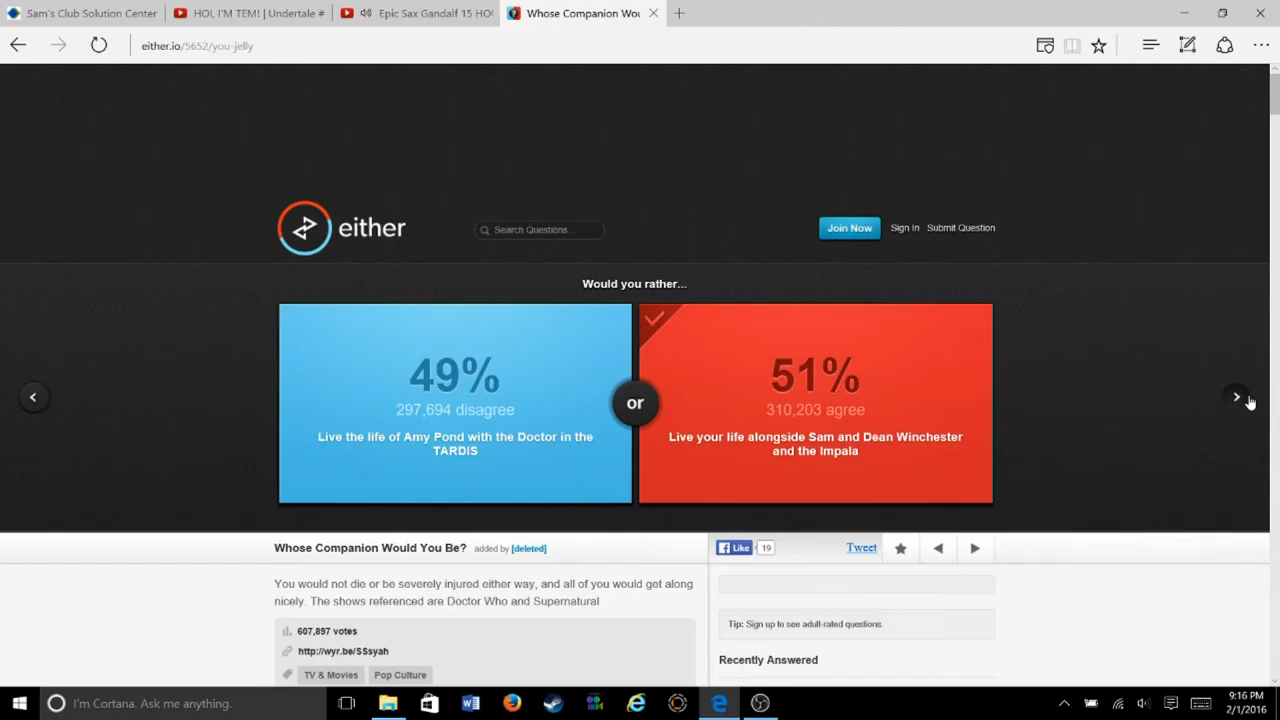 Sam's Club Solution Center
HOI, I'M TEM! | Undertale #
Epic Sax Gandalf 15 HO
Whose Companion Wou
either.io/5652/you-jelly
either
Search Questions...
Join Now
Sign In
Submit Question
Would you rather...
49%
297,694 disagree
Live the life of Amy Pond with the Doctor in the
TARDIS
or
51%
310,203 agree
Live your life alongside Sam and Dean Winchester
and the Impala
Whose Companion Would You Be? added by [deleted]
Like 19
Tweet
You would not die or be severely injured either way, and all of you would get along
nicely. The shows referenced are Doctor Who and Supernatural
607,897 votes
http://wyr.be/SSsyah
TV & Movies
Pop Culture
Tip: Sign up to see adult-rated questions.
Recently Answered
I'm Cortana. Ask me anything.
9:16 PM
2/1/2016